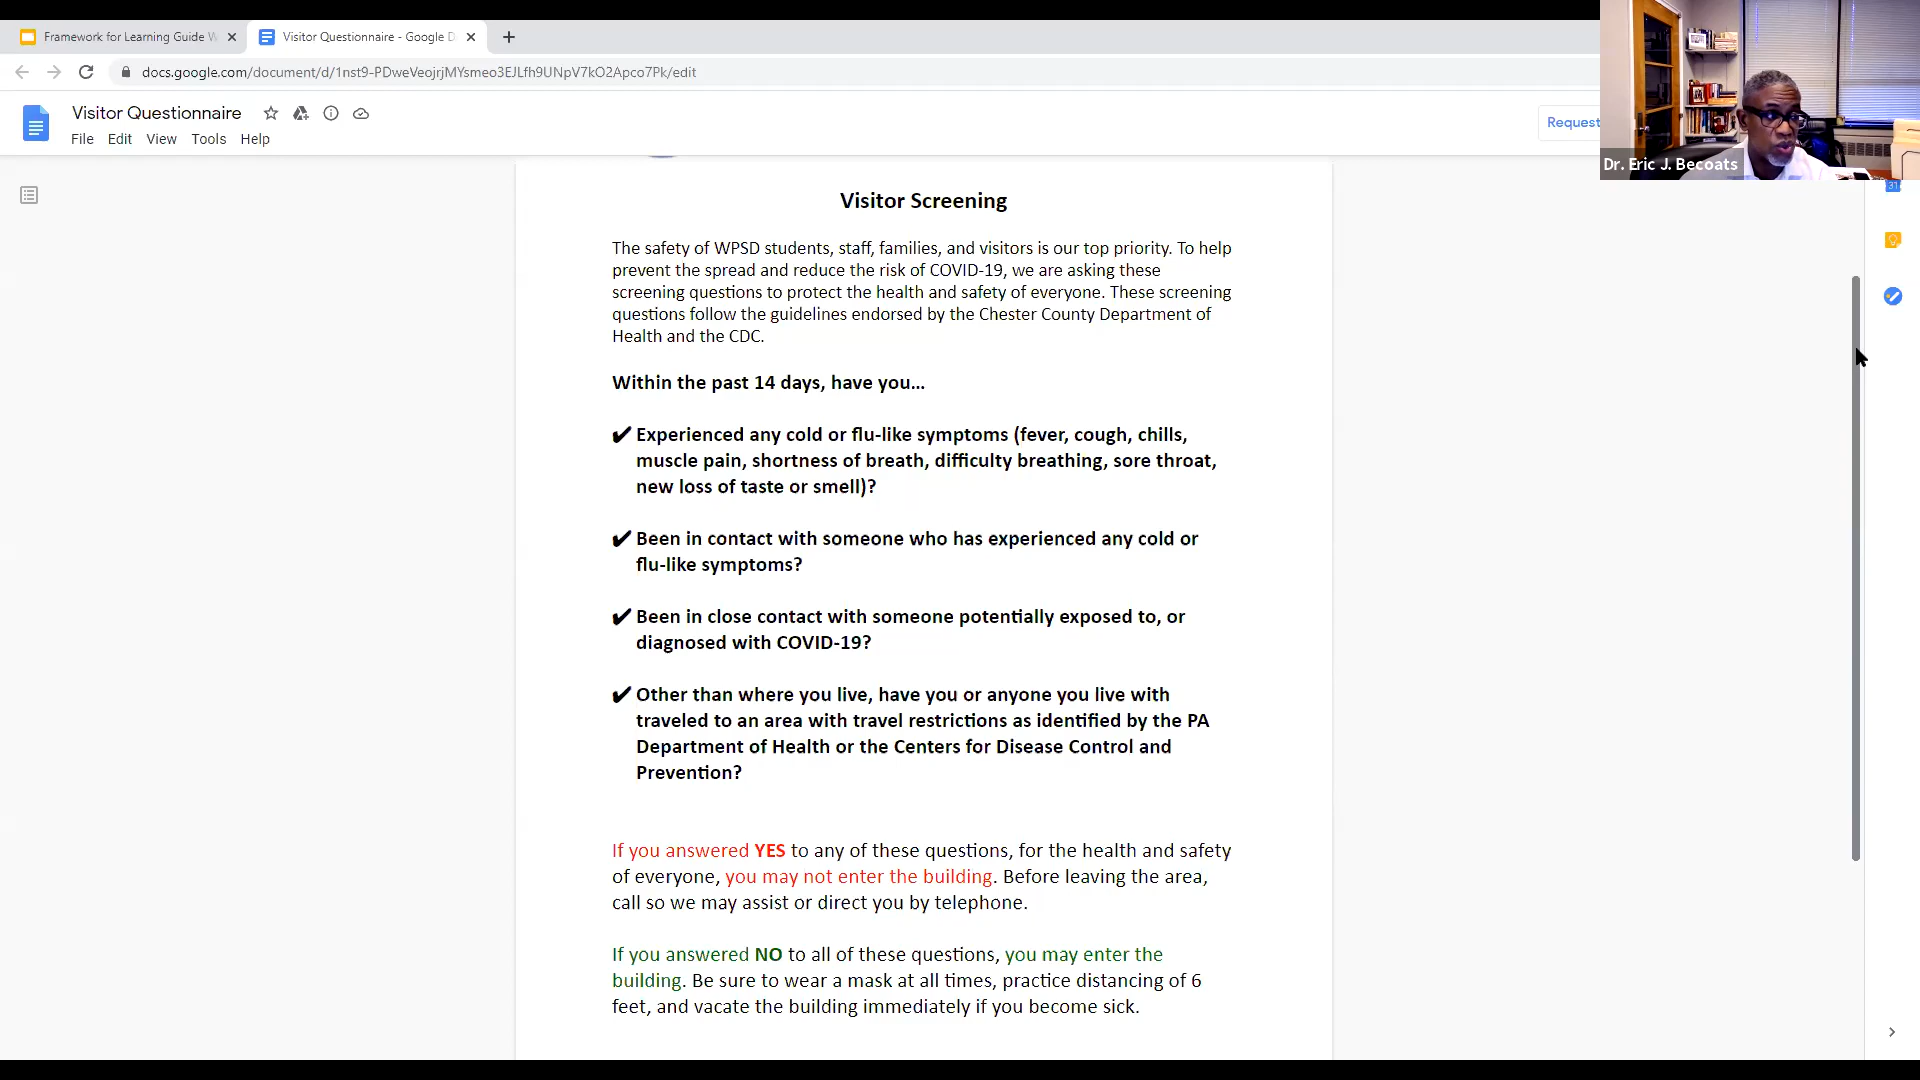 Framework for Learning Guide W
Visitor Questionnaire - Google D
docs.google.com/document/d/1nst9-PDweVeojrjMYsmeo3EJLfh9UNpV7kO2Apco7Pk/edit
Visitor Questionnaire
File Edit View Tools Help
Request
Dr. Eric J. Becoats
31
Visitor Screening
The safety of WPSD students, staff, families, and visitors is our top priority. To help
prevent the spread and reduce the risk of COVID-19, we are asking these
screening questions to protect the health and safety of everyone. These screening
questions follow the guidelines endorsed by the Chester County Department of
Health and the CDC.
Within the past 14 days, have you...
✔ Experienced any cold or flu-like symptoms (fever, cough, chills,
muscle pain, shortness of breath, difficulty breathing, sore throat,
new loss of taste or smell)?
✔ Been in contact with someone who has experienced any cold or
flu-like symptoms?
✔ Been in close contact with someone potentially exposed to, or
diagnosed with COVID-19?
✔ Other than where you live, have you or anyone you live with
traveled to an area with travel restrictions as identified by the PA
Department of Health or the Centers for Disease Control and
Prevention?
If you answered YES to any of these questions, for the health and safety
of everyone, you may not enter the building. Before leaving the area,
call so we may assist or direct you by telephone.
If you answered NO to all of these questions, you may enter the
building. Be sure to wear a mask at all times, practice distancing of 6
feet, and vacate the building immediately if you become sick.